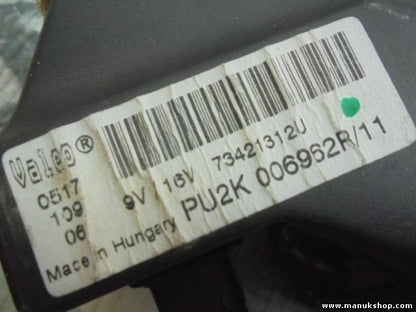 Valeo®
0517
109
06
9V 16V 73421312U
PU2K 006962R/11
Made in Hungary
www.manukshop.com